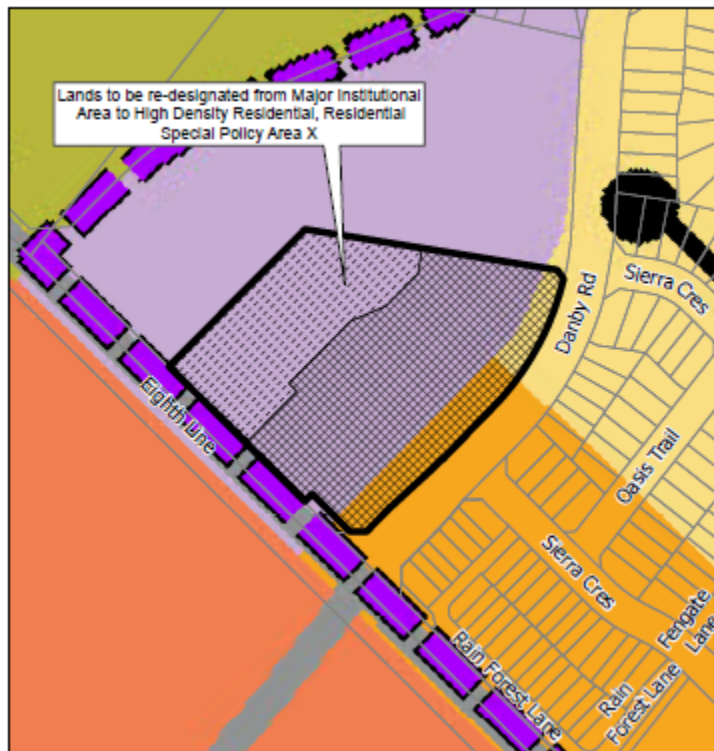 Lands to be re-designated from Major Institutional
Area to High Density Residential, Residential
Special Policy Area X
Danby Rd
Sierra Cres
Eighth Line
Oasis Trail
Sierra Cres
Fengate
Lane
Rain Forest Lane
Rain
Forest Lane